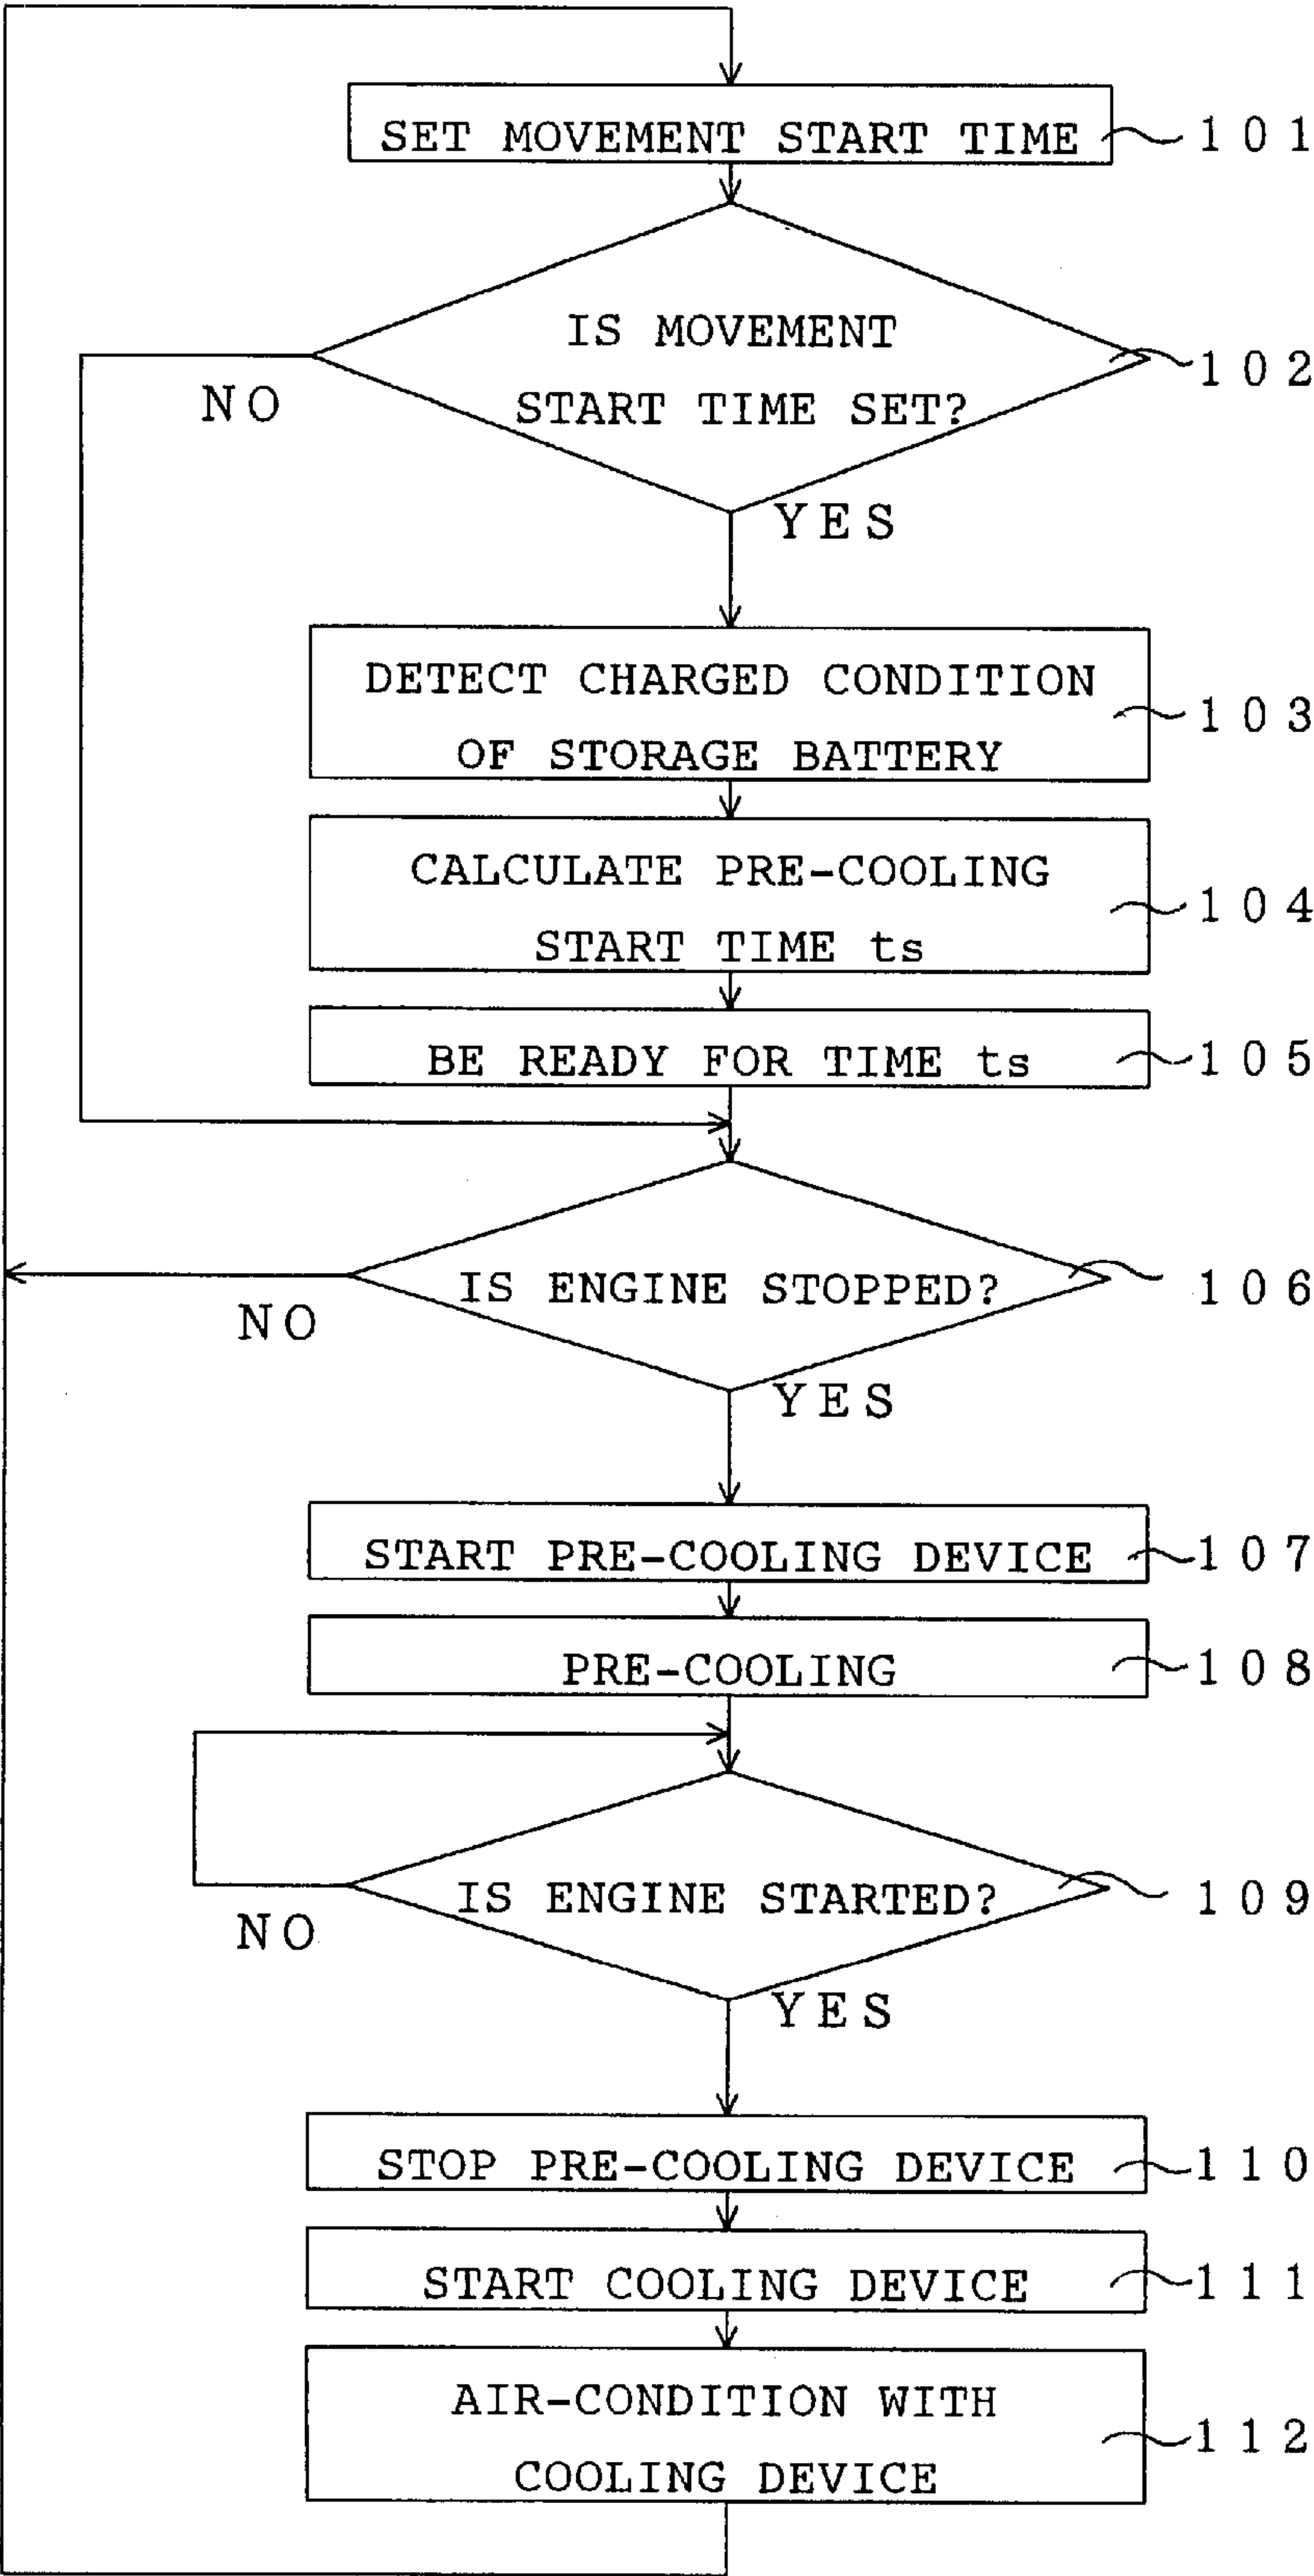 SET MOVEMENT START TIME 101
IS MOVEMENT
START TIME SET?
102
NO
YES
DETECT CHARGED CONDITION
OF STORAGE BATTERY
103
CALCULATE PRE-COOLING
START TIME ts
104
BE READY FOR TIME ts 105
IS ENGINE STOPPED? 106
NO
YES
START PRE-COOLING DEVICE 107
PRE-COOLING 108
IS ENGINE STARTED? 109
NO
YES
STOP PRE-COOLING DEVICE 110
START COOLING DEVICE 111
AIR-CONDITION WITH
COOLING DEVICE
112